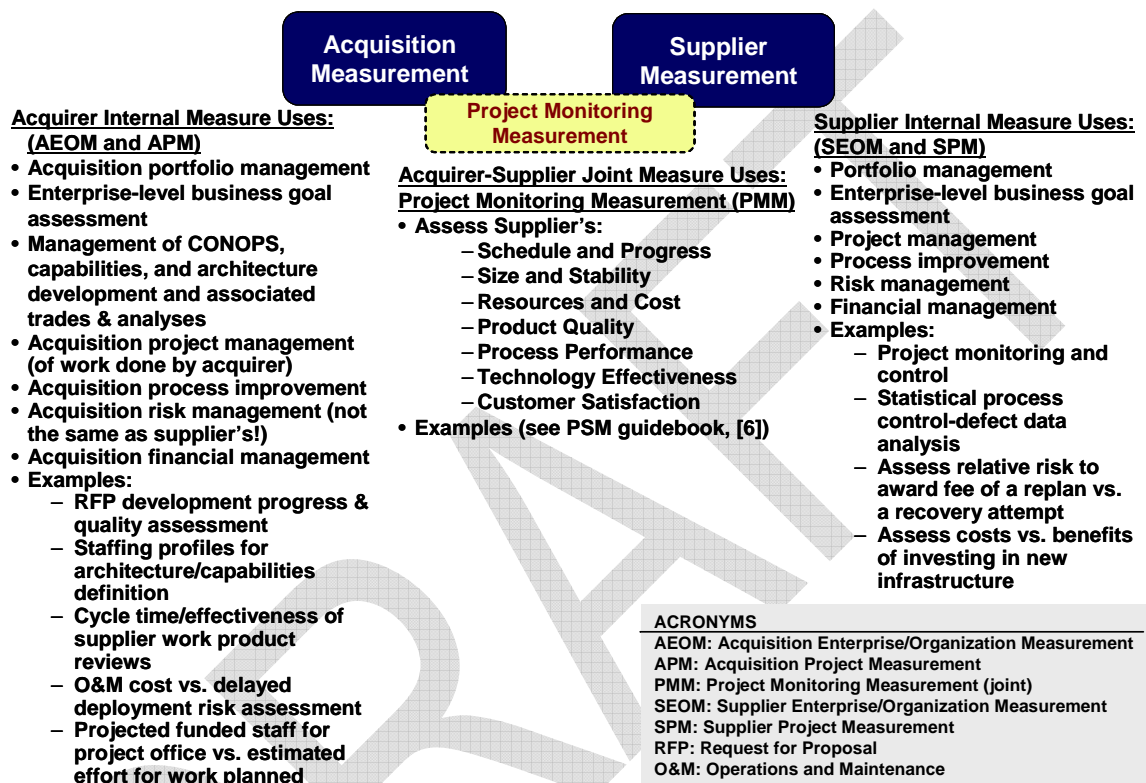 Acquisition
Measurement
Supplier
Measurement
Project Monitoring
Measurement
Acquirer Internal Measure Uses:
(AEOM and APM)
• Acquisition portfolio management
• Enterprise-level business goal
assessment
• Management of CONOPS,
capabilities, and architecture
development and associated
trades & analyses
• Acquisition project management
(of work done by acquirer)
• Acquisition process improvement
• Acquisition risk management (not
the same as supplier's!)
• Acquisition financial management
• Examples:
– RFP development progress &
quality assessment
– Staffing profiles for
architecture/capabilities
definition
– Cycle time/effectiveness of
supplier work product
reviews
– O&M cost vs. delayed
deployment risk assessment
– Projected funded staff for
project office vs. estimated
effort for work planned
Acquirer-Supplier Joint Measure Uses:
Project Monitoring Measurement (PMM)
• Assess Supplier's:
– Schedule and Progress
– Size and Stability
– Resources and Cost
– Product Quality
– Process Performance
– Technology Effectiveness
– Customer Satisfaction
• Examples (see PSM guidebook, [6])
Supplier Internal Measure Uses:
(SEOM and SPM)
• Portfolio management
• Enterprise-level business goal
assessment
• Project management
• Process improvement
• Risk management
• Financial management
• Examples:
– Project monitoring and
control
– Statistical process
control-defect data
analysis
– Assess relative risk to
award fee of a replan vs.
a recovery attempt
– Assess costs vs. benefits
of investing in new
infrastructure
ACRONYMS
AEOM: Acquisition Enterprise/Organization Measurement
APM: Acquisition Project Measurement
PMM: Project Monitoring Measurement (joint)
SEOM: Supplier Enterprise/Organization Measurement
SPM: Supplier Project Measurement
RFP: Request for Proposal
O&M: Operations and Maintenance
DRAFT